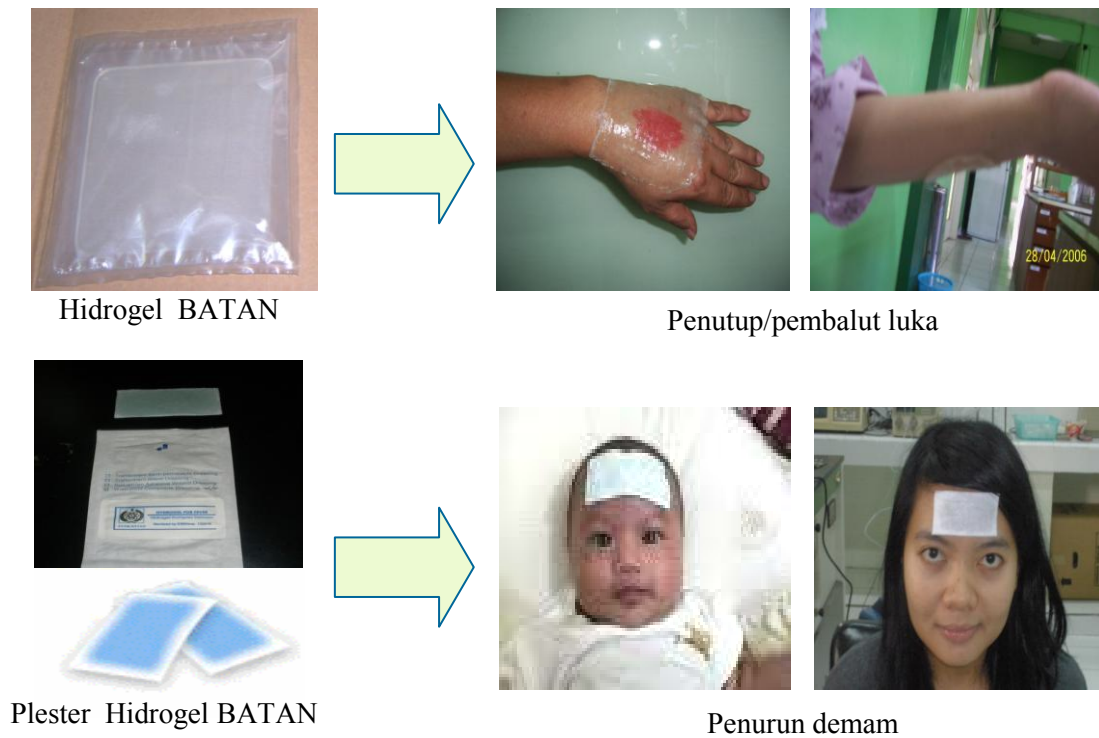 28/04/2006
Hidrogel BATAN
Penutup/pembalut luka
Plester Hidrogel BATAN
Penurun demam